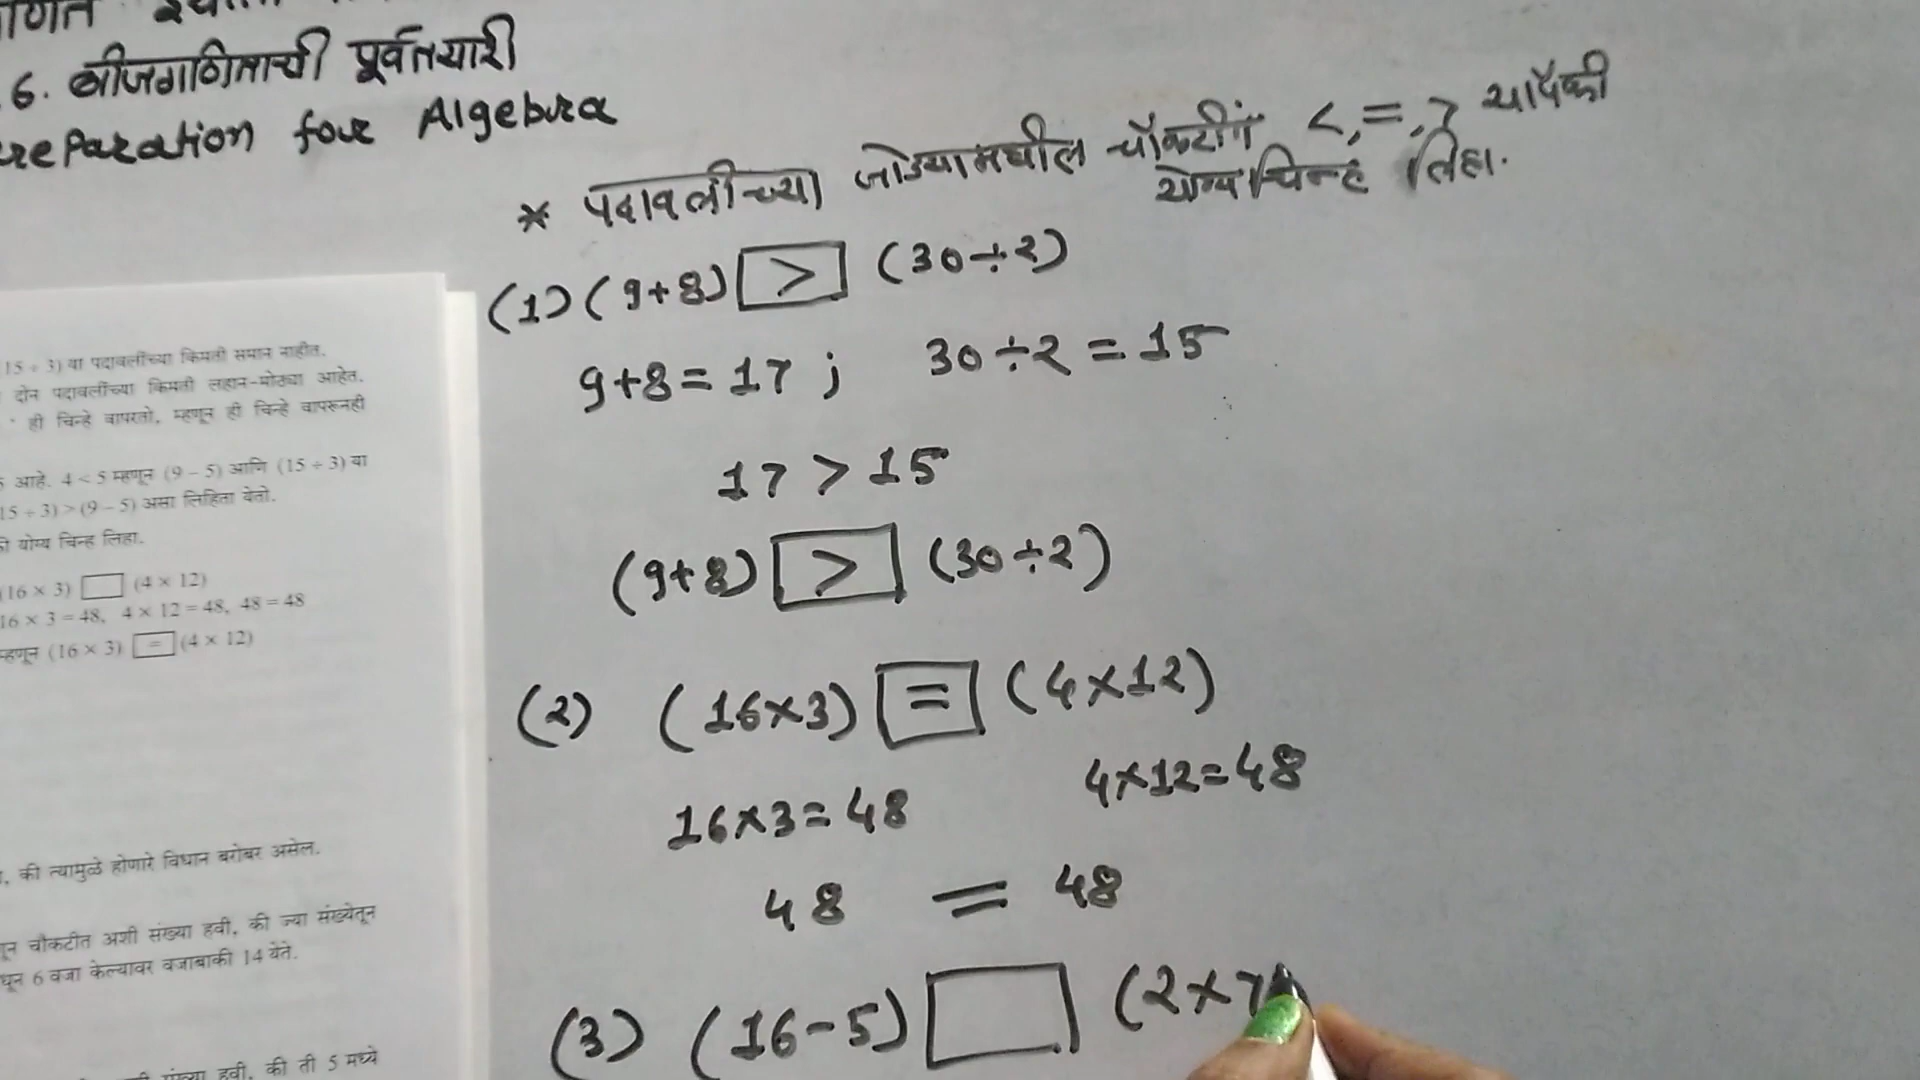 6. बीजगणिताची पूर्वतयारी
reparation for Algebra
* पदावलीच्या जोड्यामधील चौकटीत <, =, > यापैकी
योग्य चिन्ह लिहा.
(1) (9+8) > (30÷2)
9+8=17 ; 30÷2=15
17 > 15
(9+8) > (30÷2)
(2) (16×3) = (4×12)
16×3=48 4×12=48
48 = 48
(3) (16-5) (2×7
15 ÷ 3) या पदावलींच्या किमती समान नाहीत.
दोन पदावलींच्या किमती लहान-मोठ्या आहेत.
ही चिन्हे वापरतो, म्हणून ही चिन्हे वापरूनही
5 आहे. 4 < 5 म्हणून (9 – 5) आणि (15 ÷ 3) या
15 ÷ 3) > (9 – 5) असा लिहिता येतो.
योग्य चिन्ह लिहा.
(16 × 3) (4 × 12)
16 × 3 = 48, 4 × 12 = 48, 48 = 48
म्हणून (16 × 3) = (4 × 12)
, की त्यामुळे होणारे विधान बरोबर असेल.
चौकटीत अशी संख्या हवी, की ज्या संख्येतून
6 वजा केल्यावर वजाबाकी 14 येते.
संख्या हवी, की ती 5 मध्ये